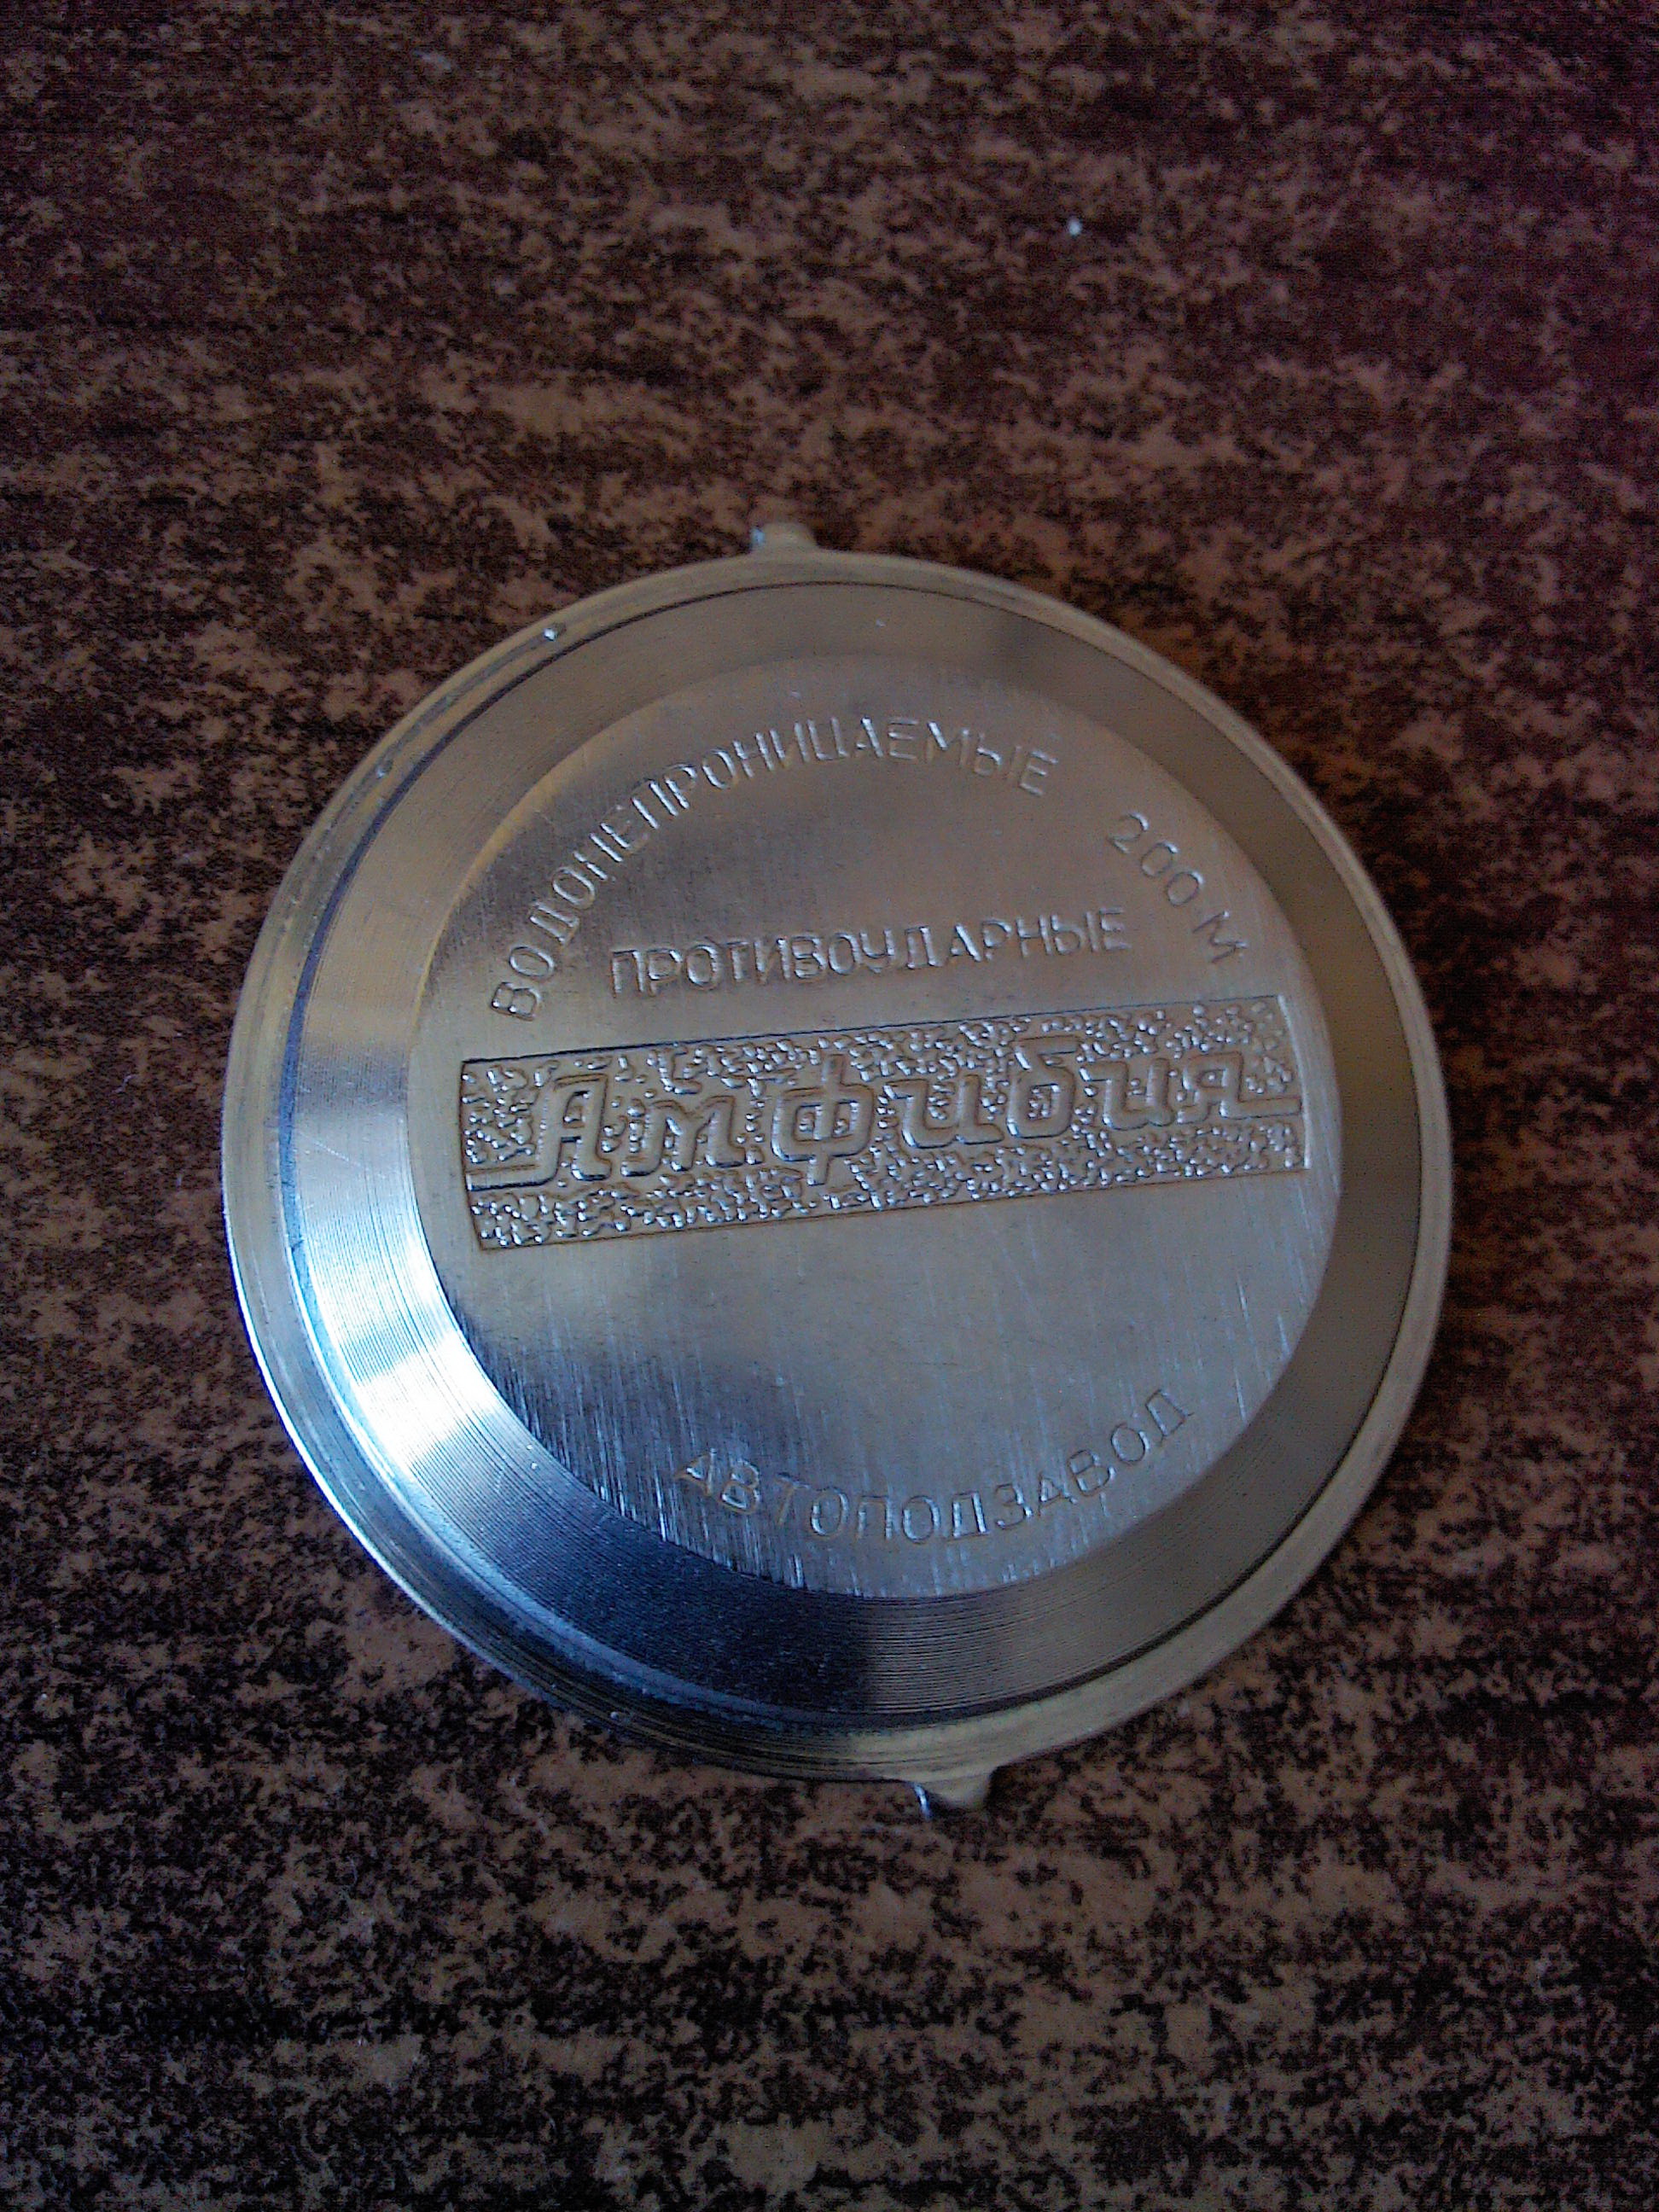 ВОДОНЕПРОНИЦАЕМЫЕ 200 М
ПРОТИВОУДАРНЫЕ
Амфибия
АВТОПОДЗАВОД